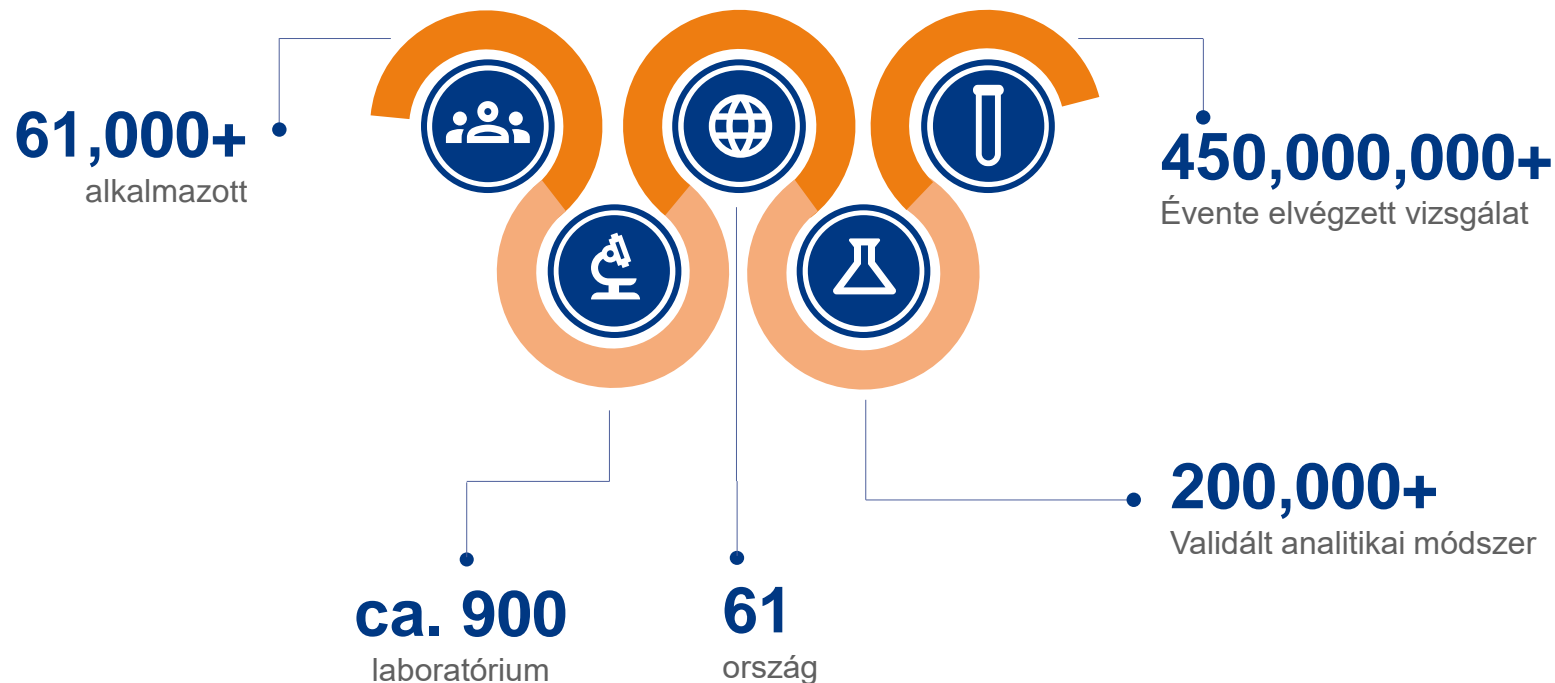 61,000+
alkalmazott
450,000,000+
Évente elvégzett vizsgálat
200,000+
Validált analitikai módszer
ca. 900
laboratórium
61
ország